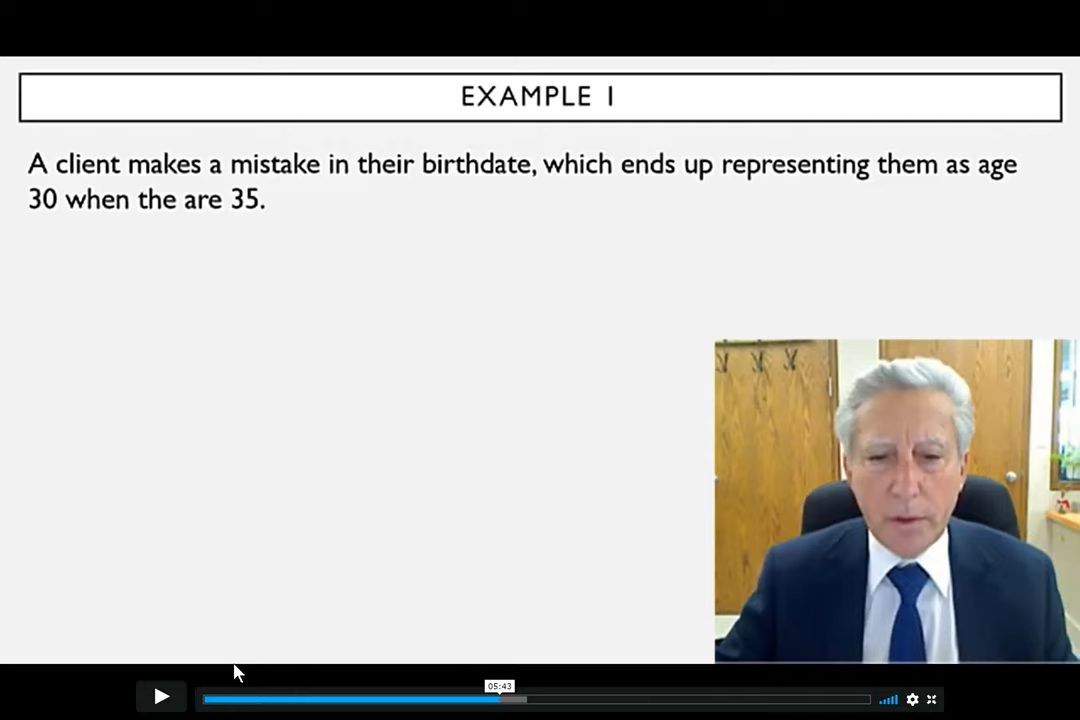 EXAMPLE 1
A client makes a mistake in their birthdate, which ends up representing them as age
30 when the are 35.
05:43